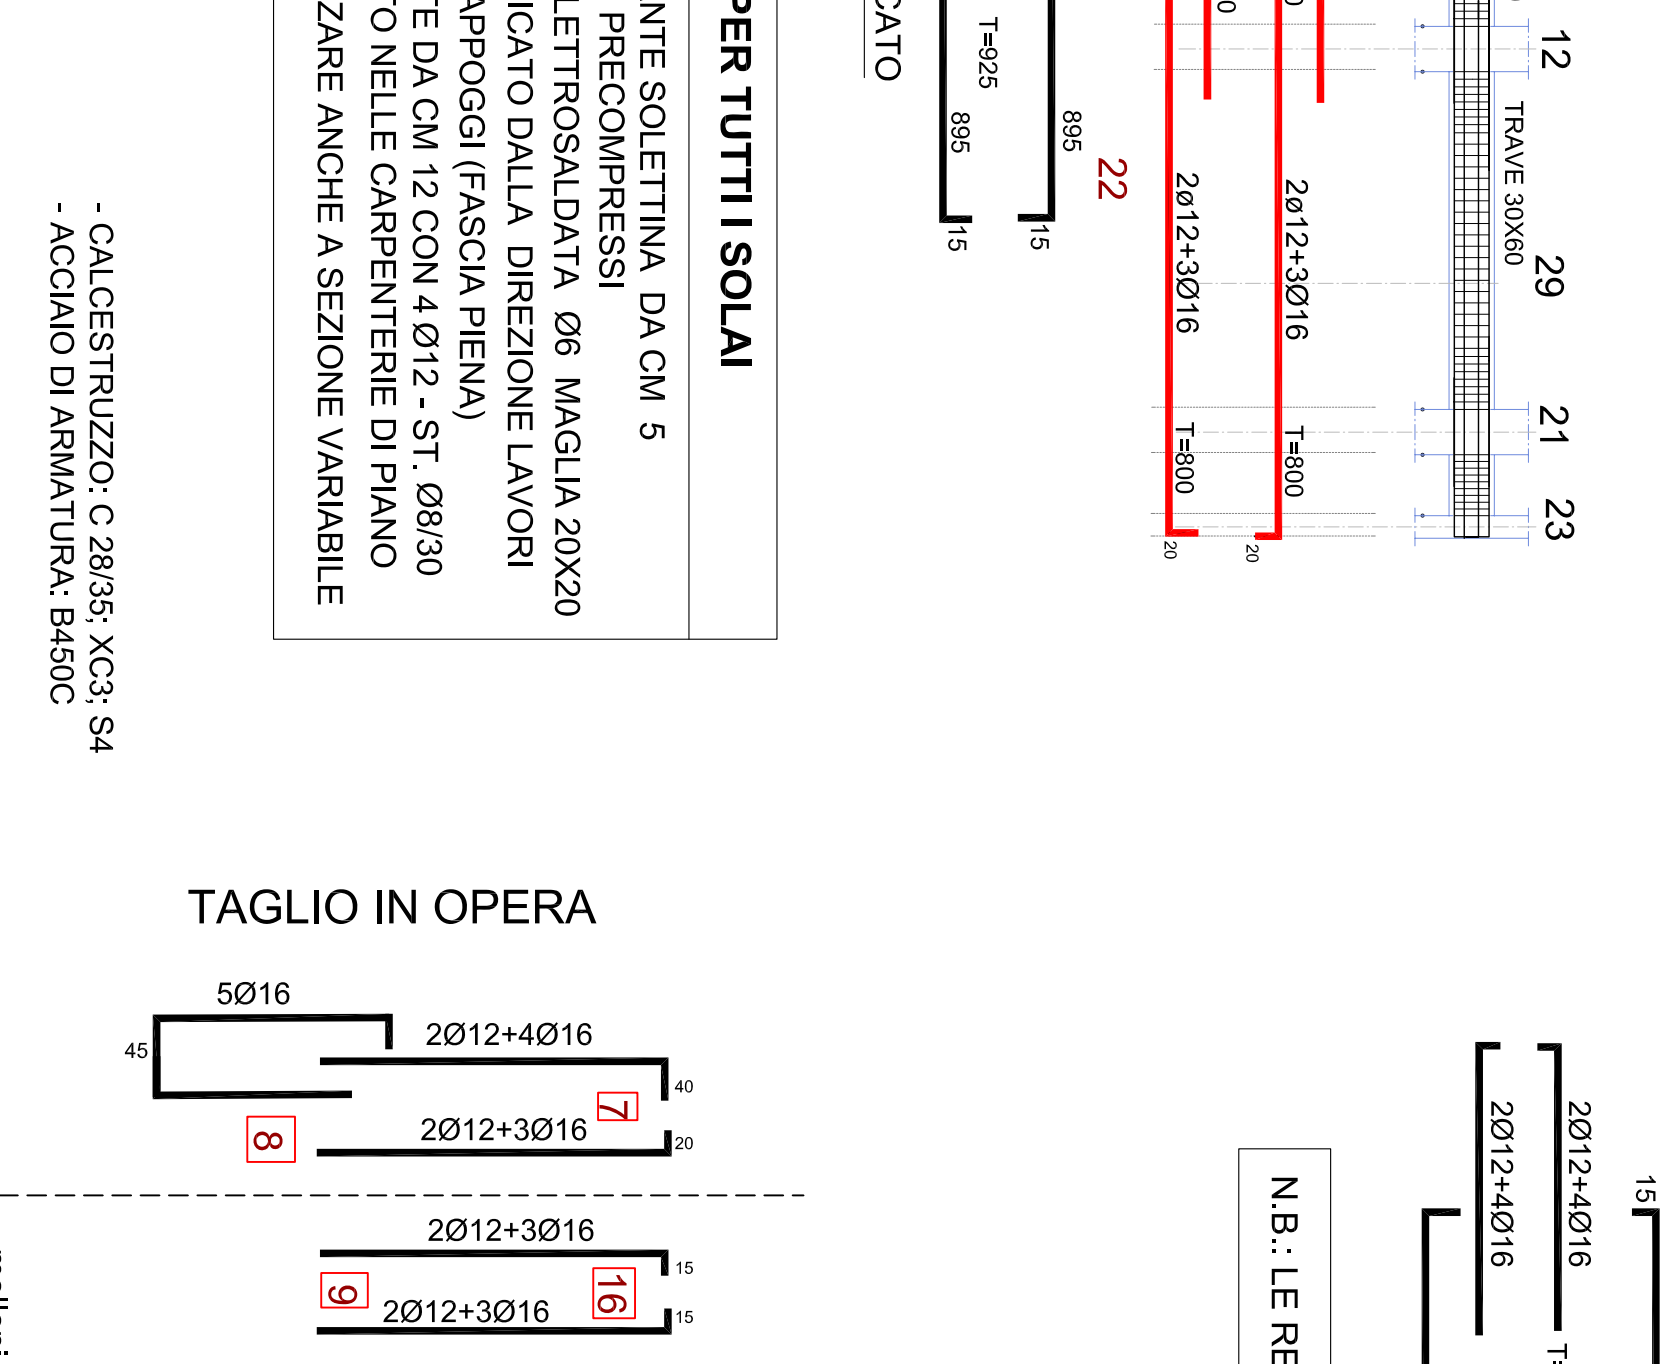 12
29
21
23
TRAVE 30X60
2ø12+3Ø16
T=800
20
2ø12+3Ø16
T=800
20
22
895
15
T=925
895
15
CATO
PER TUTTI I SOLAI
NTE SOLETTINA DA CM 5
PRECOMPRESSI
LETTROSALDATA Ø6 MAGLIA 20X20
ICATO DALLA DIREZIONE LAVORI
APPOGGI (FASCIA PIENA)
TE DA CM 12 CON 4 Ø12 - ST. Ø8/30
TO NELLE CARPENTERIE DI PIANO
ZZARE ANCHE A SEZIONE VARIABILE
- CALCESTRUZZO: C 28/35; XC3; S4
- ACCIAIO DI ARMATURA: B450C
TAGLIO IN OPERA
5Ø16
45
2Ø12+4Ø16
40
7
8
2Ø12+3Ø16
20
2Ø12+3Ø16
15
9
16
2Ø12+3Ø16
15
15
2Ø12+4Ø16
T=
2Ø12+4Ø16
N.B.: LE RE